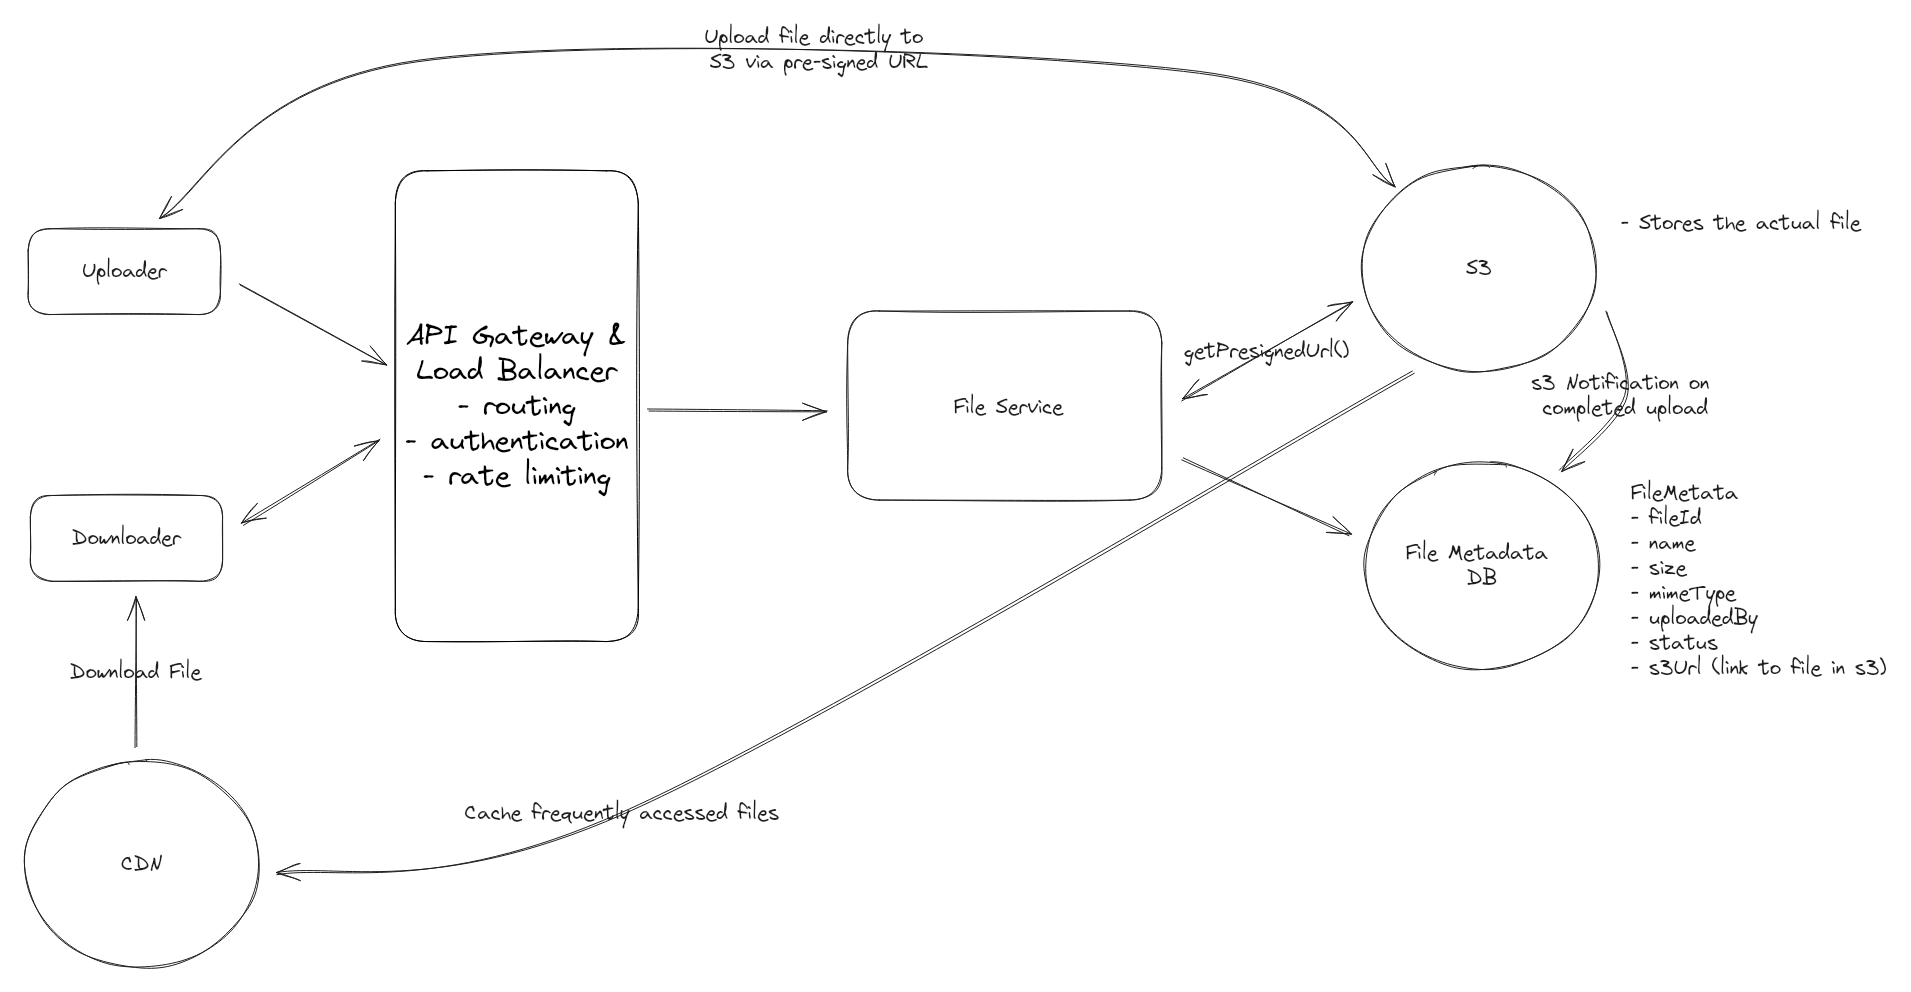 Upload file directly to
S3 via pre-signed URL
Uploader
API Gateway &
Load Balancer
- routing
- authentication
- rate limiting
File Service
getPresignedUrl()
S3
- Stores the actual file
s3 Notification on
completed upload
Downloader
File Metadata
DB
FileMetata
- fileId
- name
- size
- mimeType
- uploadedBy
- status
- s3Url (link to file in s3)
Download File
Cache frequently accessed files
CDN